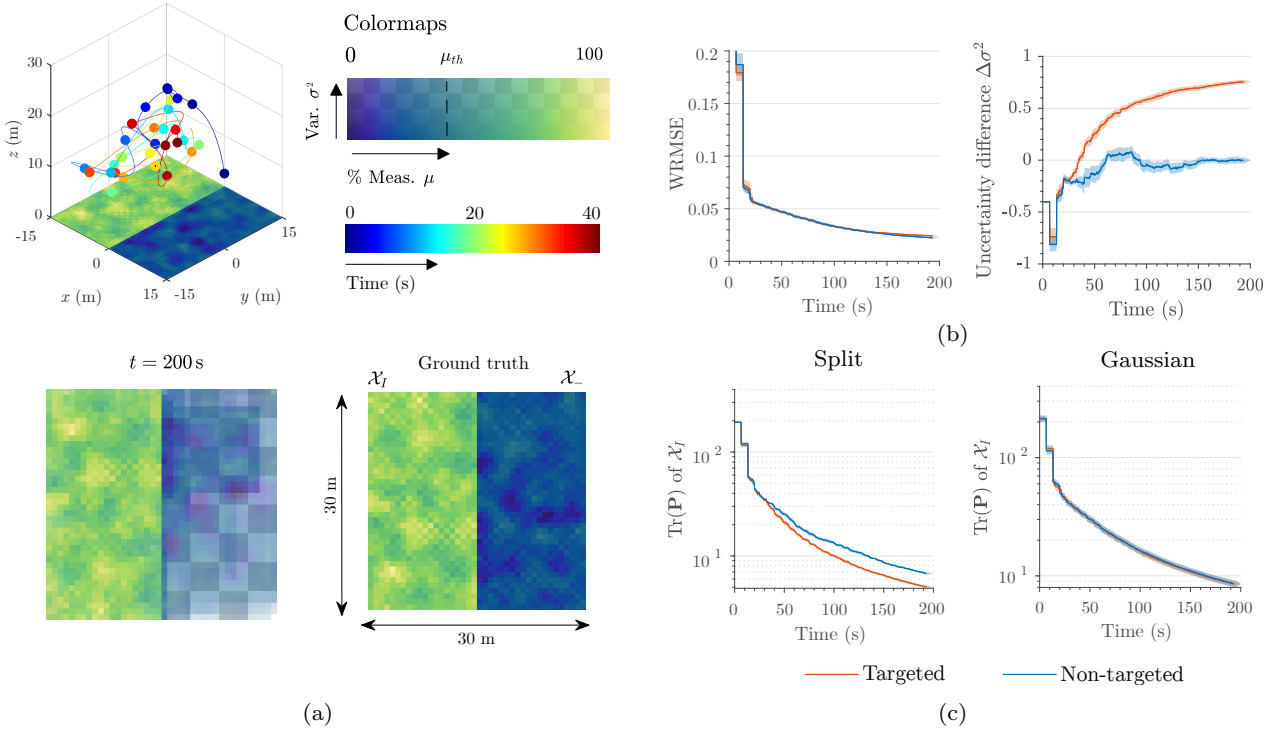 30
20
10
0
z (m)
-15
0
15
x (m)
-15
0
15
y (m)
Colormaps
0
μ_th
100
Var. σ²
% Meas. μ
0
20
40
Time (s)
t = 200 s
Ground truth
𝒳_I
𝒳_−
30 m
30 m
(a)
0.2
0.15
0.1
0.05
0
WRMSE
0
50
100
150
200
Time (s)
1
0.5
0
−0.5
−1
Uncertainty difference Δσ²
0
50
100
150
200
Time (s)
(b)
Split
10²
10¹
Tr(P) of 𝒳_I
0
50
100
150
200
Time (s)
Gaussian
10²
10¹
Tr(P) of 𝒳_I
0
50
100
150
200
Time (s)
Targeted
Non-targeted
(c)